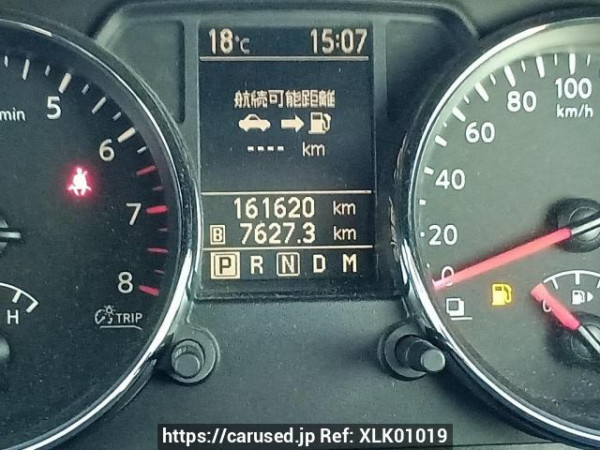 18°C 15:07
航続可能距離
---- km
161620 km
B 7627.3 km
P R N D M
/min
5
6
7
8
H
TRIP
0
20
40
60
80
100
km/h
0
https://carused.jp Ref: XLK01019